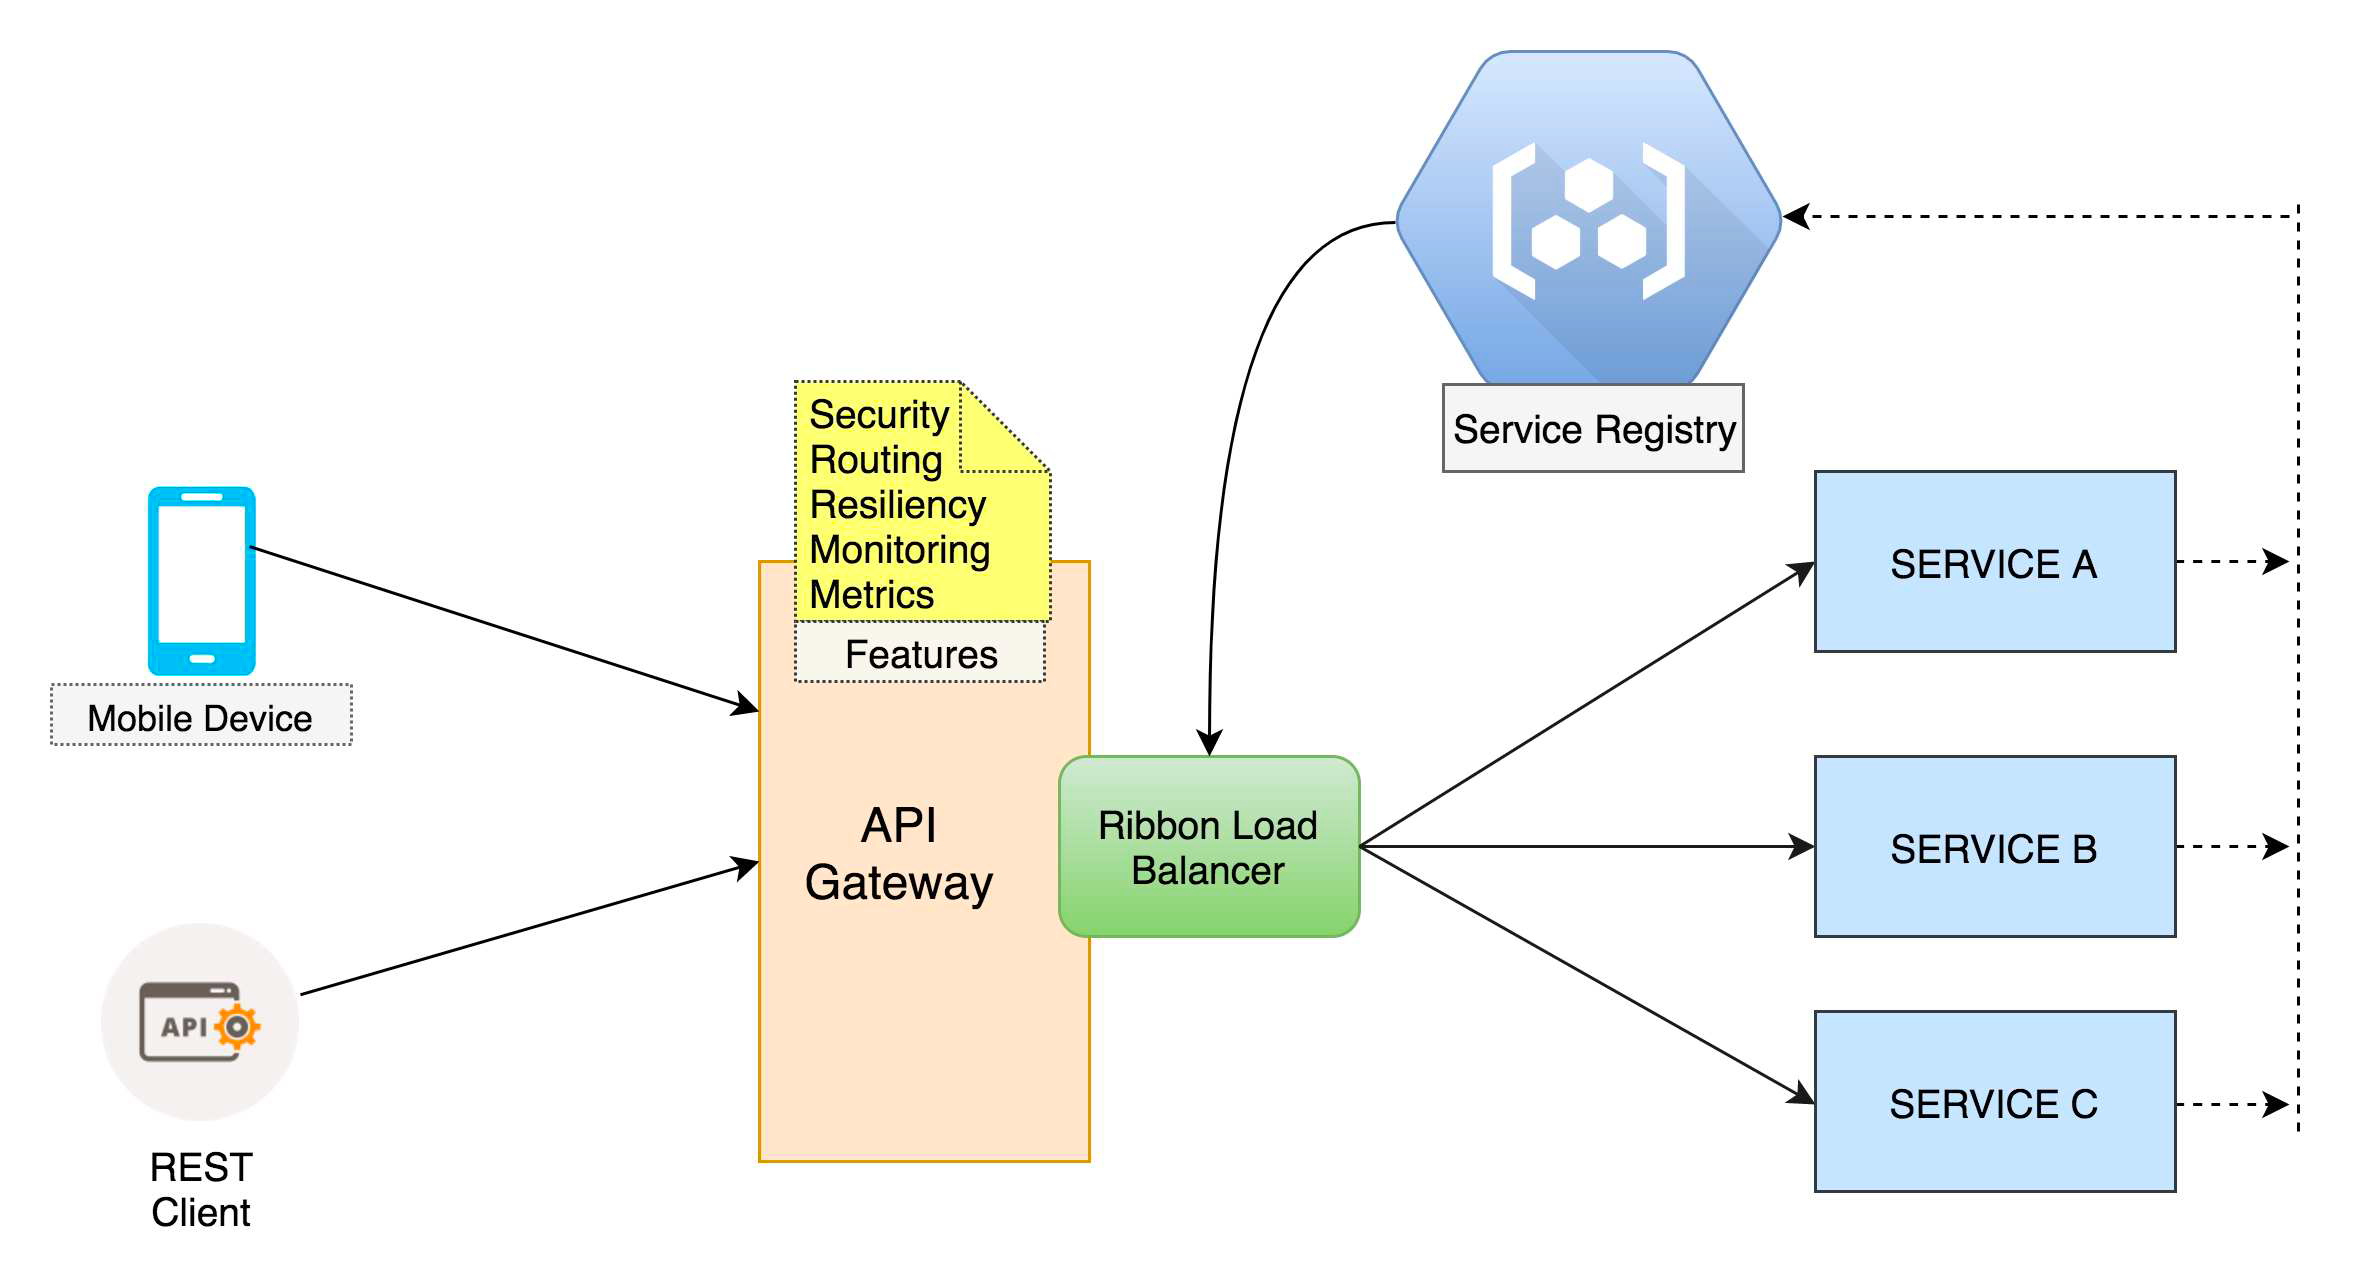 Security
Routing
Resiliency
Monitoring
Metrics
Features
Service Registry
Mobile Device
API
Gateway
Ribbon Load
Balancer
SERVICE A
SERVICE B
SERVICE C
API
REST
Client